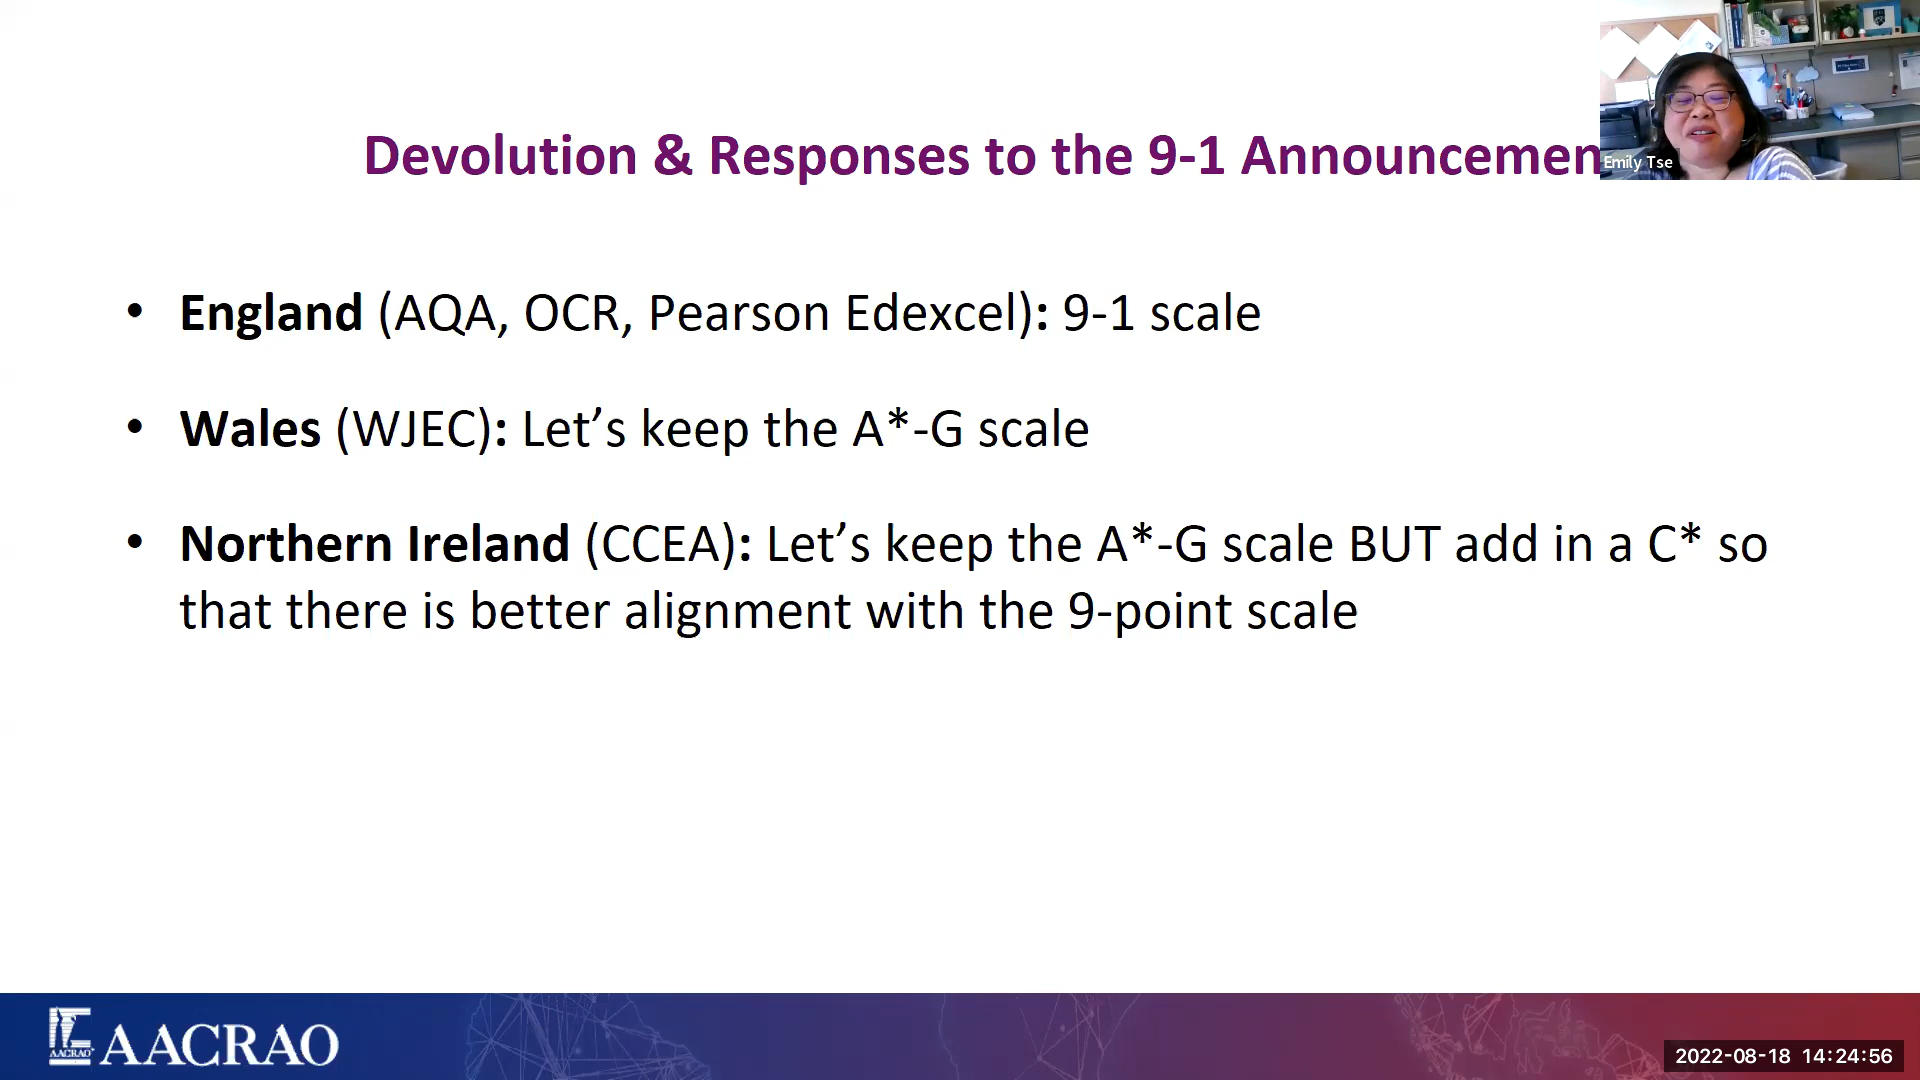 Devolution & Responses to the 9-1 Announcemen
Emily Tse
• England (AQA, OCR, Pearson Edexcel): 9-1 scale
• Wales (WJEC): Let’s keep the A*-G scale
• Northern Ireland (CCEA): Let’s keep the A*-G scale BUT add in a C* so
that there is better alignment with the 9-point scale
AACRAO
AACRAO
2022-08-18 14:24:56